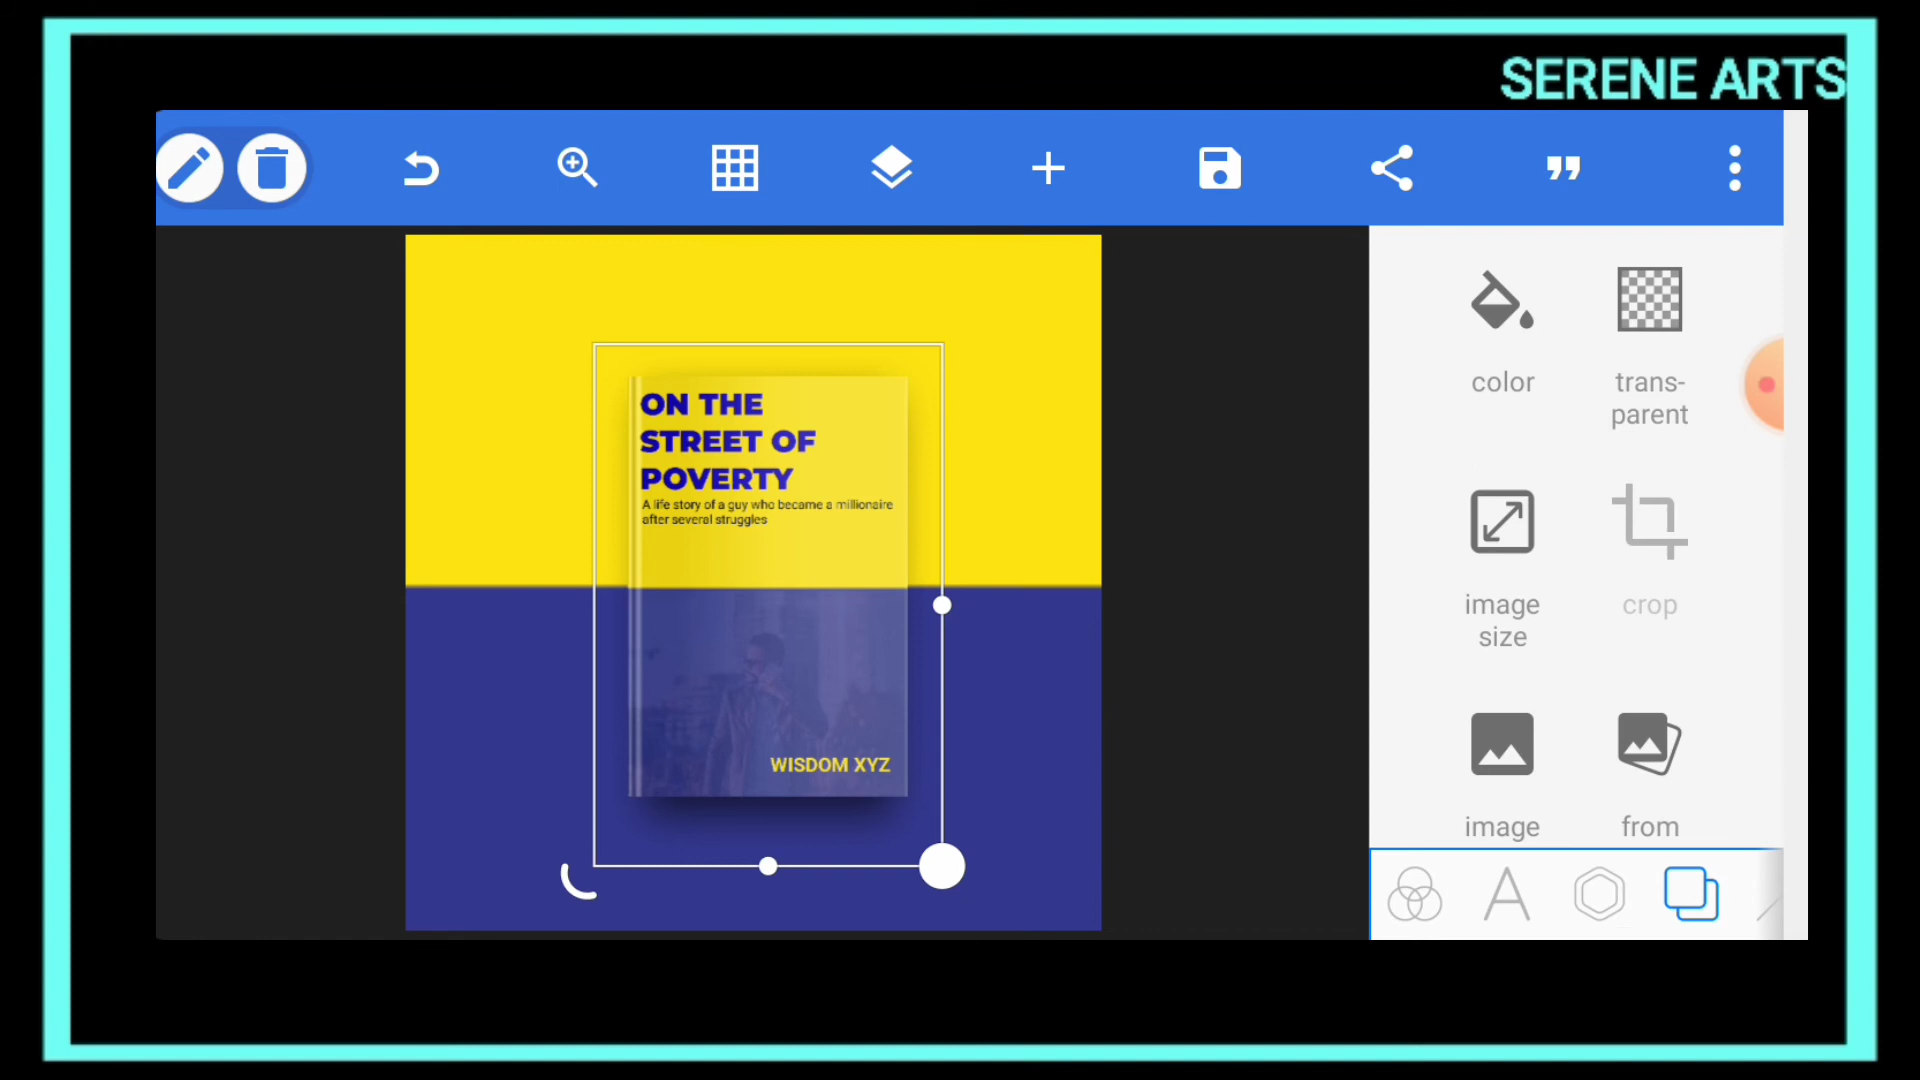 SERENE ARTS
color
trans-
parent
ON THE
STREET OF
POVERTY
A life story of a guy who became a millionaire
after several struggles
image
size
crop
WISDOM XYZ
image
from